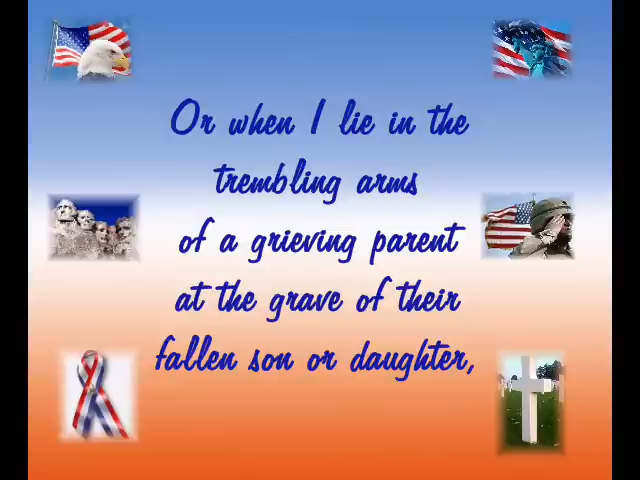 Or when I lie in the
trembling arms
of a grieving parent
at the grave of their
fallen son or daughter,